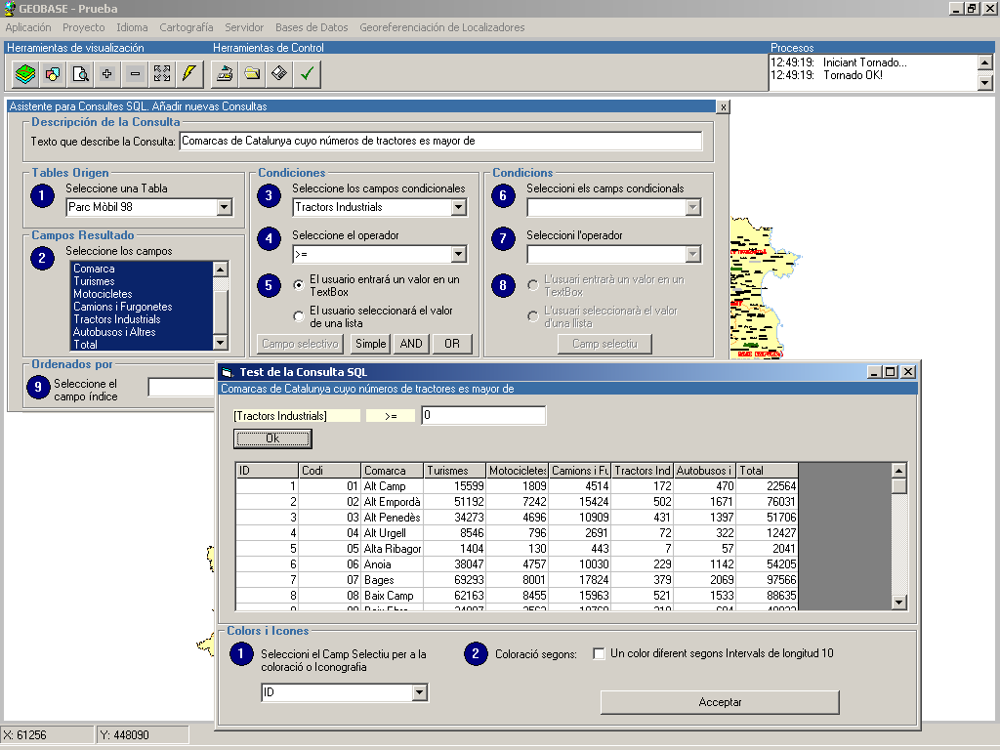 GEOBASE - Prueba
Aplicación Proyecto Idioma Cartografía Servidor Bases de Datos Georeferenciación de Localizadores
Herramientas de visualización Herramientas de Control Procesos
12:49:19: Iniciant Tornado...
12:49:19: Tornado OK!
Asistente para Consultes SQL. Añadir nuevas Consultas
Descripción de la Consulta
Texto que describe la Consulta: Comarcas de Catalunya cuyo números de tractores es mayor de
Tables Origen
1 Seleccione una Tabla
Parc Mòbil 98
Campos Resultado
2 Seleccione los campos
Comarca
Turismes
Motocicletes
Camions i Furgonetes
Tractors Industrials
Autobusos i Altres
Total
Condiciones
3 Seleccione los campos condicionales
Tractors Industrials
4 Seleccione el operador
>=
5 El usuario entrará un valor en un
TextBox
El usuario seleccionará el valor
de una lista
Campo selectivo Simple AND OR
Condicions
6 Seleccioni els camps condicionals
7 Seleccioni l'operador
8 L'usuari entrarà un valor en un
TextBox
L'usuari seleccionarà el valor
d'una llista
Camp selectiu
Ordenados por
9 Seleccione el
campo índice
Test de la Consulta SQL
Comarcas de Catalunya cuyo números de tractores es mayor de
[Tractors Industrials] >= 0
Ok
ID Codi Comarca Turismes Motocicletes Camions i Fu Tractors Ind Autobusos i Total
1 01 Alt Camp 15599 1809 4514 172 470 22564
2 02 Alt Empordà 51192 7242 15424 502 1671 76031
3 03 Alt Penedès 34273 4696 10909 431 1397 51706
4 04 Alt Urgell 8546 796 2691 72 322 12427
5 05 Alta Ribagor 1404 130 443 7 57 2041
6 06 Anoia 38047 4757 10030 229 1142 54205
7 07 Bages 69293 8001 17824 379 2069 97566
8 08 Baix Camp 62163 8455 15963 521 1533 88635
Colors i Icones
1 Seleccioni el Camp Selectiu per a la
coloració o Iconografia
ID
2 Coloració segons: Un color diferent segons Intervals de longitud 10
Acceptar
X: 61256 Y: 448090